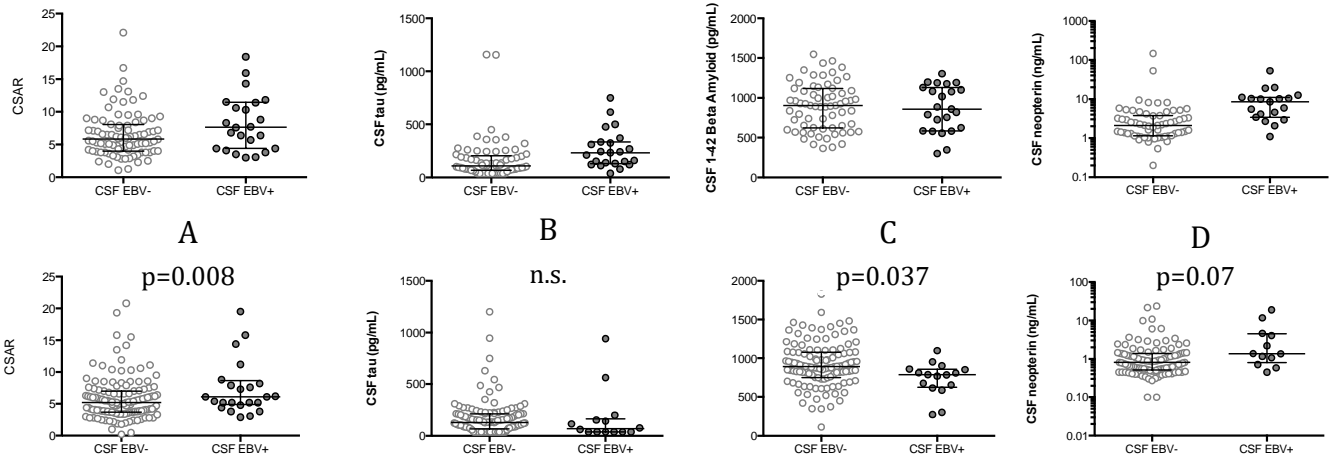 CSAR
25
20
15
10
5
0
CSF EBV-
CSF EBV+
CSF tau (pg/mL)
1500
1000
500
0
CSF EBV-
CSF EBV+
CSF 1-42 Beta Amyloid (pg/mL)
2000
1500
1000
500
0
CSF EBV-
CSF EBV+
CSF neopterin (ng/mL)
1000
100
10
1
0.1
CSF EBV-
CSF EBV+
A
B
C
D
p=0.008
n.s.
p=0.037
p=0.07
CSAR
25
20
15
10
5
0
CSF EBV-
CSF EBV+
CSF tau (pg/mL)
1500
1000
500
0
CSF EBV-
CSF EBV+
2000
1500
1000
500
0
CSF EBV-
CSF EBV+
CSF neopterin (ng/mL)
100
10
1
0.1
0.01
CSF EBV-
CSF EBV+